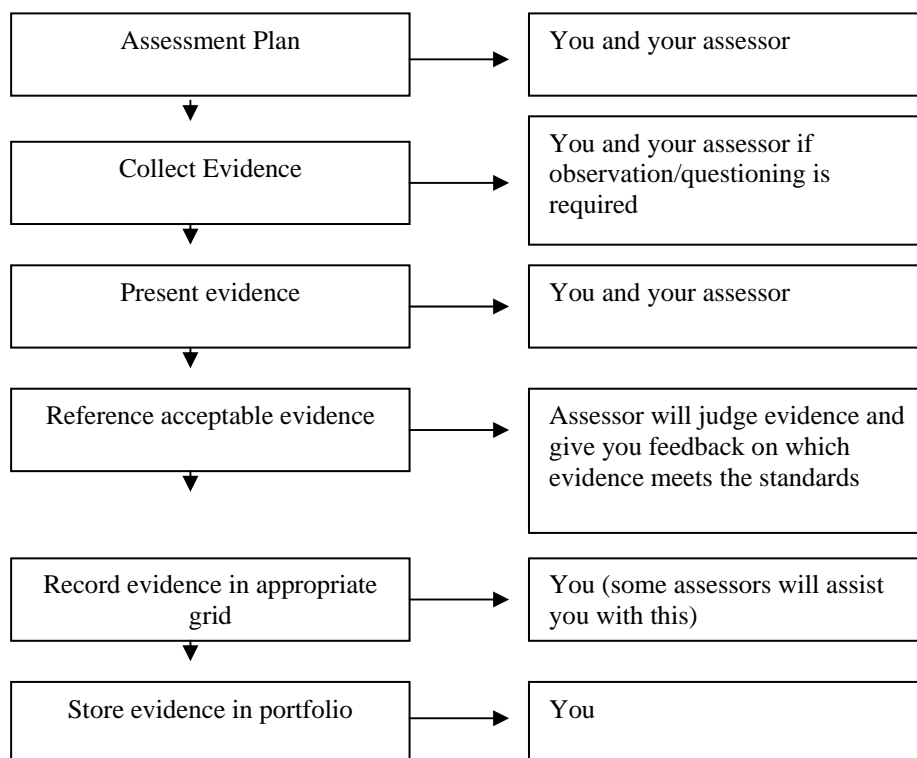 Assessment Plan
You and your assessor
Collect Evidence
You and your assessor if
observation/questioning is
required
Present evidence
You and your assessor
Reference acceptable evidence
Assessor will judge evidence and
give you feedback on which
evidence meets the standards
Record evidence in appropriate
grid
You (some assessors will assist
you with this)
Store evidence in portfolio
You